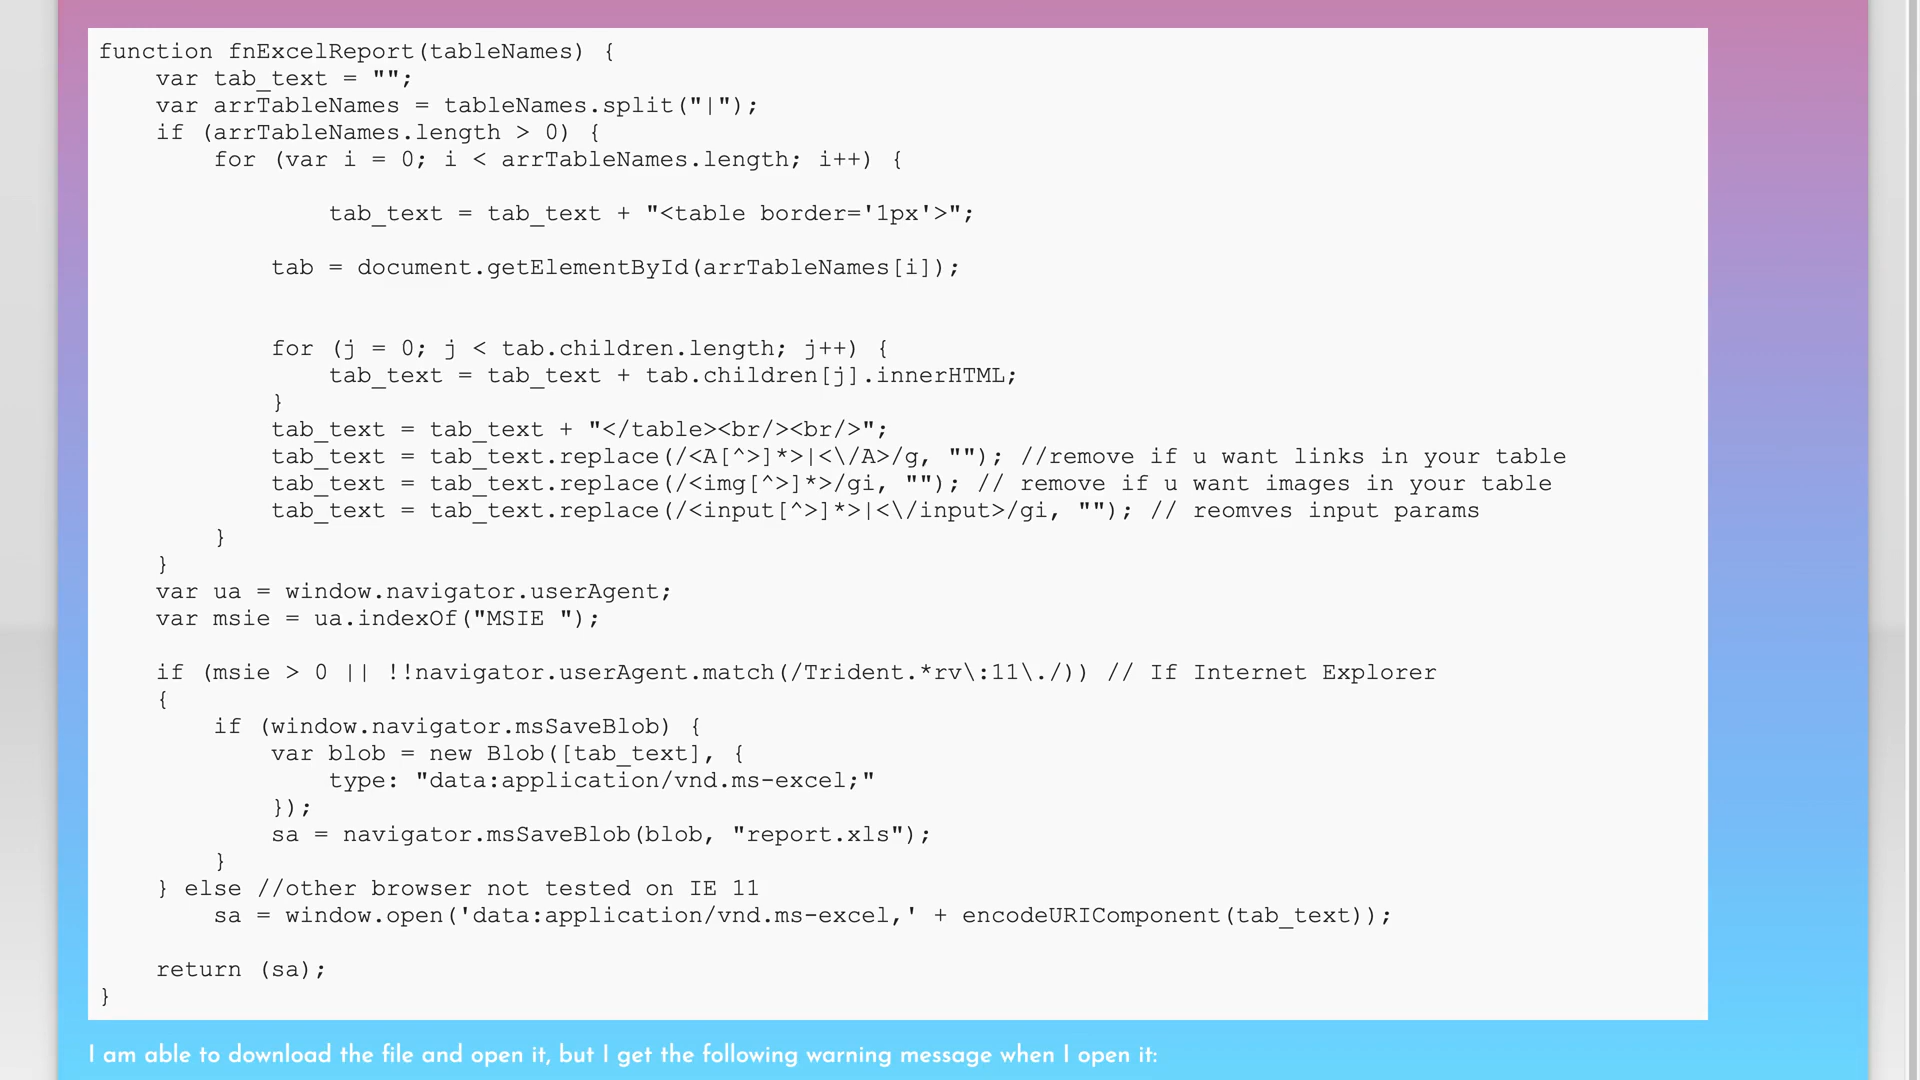 function fnExcelReport(tableNames) {
    var tab_text = "";
    var arrTableNames = tableNames.split("|");
    if (arrTableNames.length > 0) {
        for (var i = 0; i < arrTableNames.length; i++) {
                tab_text = tab_text + "<table border='1px'>";
            tab = document.getElementById(arrTableNames[i]);
            for (j = 0; j < tab.children.length; j++) {
                tab_text = tab_text + tab.children[j].innerHTML;
            }
            tab_text = tab_text + "</table><br/><br/>";
            tab_text = tab_text.replace(/<A[^>]*>|<\/A>/g, ""); //remove if u want links in your table
            tab_text = tab_text.replace(/<img[^>]*>/gi, ""); // remove if u want images in your table
            tab_text = tab_text.replace(/<input[^>]*>|<\/input>/gi, ""); // reomves input params
        }
    }
    var ua = window.navigator.userAgent;
    var msie = ua.indexOf("MSIE ");
    if (msie > 0 || !!navigator.userAgent.match(/Trident.*rv\:11\./)) // If Internet Explorer
    {
        if (window.navigator.msSaveBlob) {
            var blob = new Blob([tab_text], {
                type: "data:application/vnd.ms-excel;"
            });
            sa = navigator.msSaveBlob(blob, "report.xls");
        }
    } else //other browser not tested on IE 11
        sa = window.open('data:application/vnd.ms-excel,' + encodeURIComponent(tab_text));
    return (sa);
}
I am able to download the file and open it, but I get the following warning message when I open it: